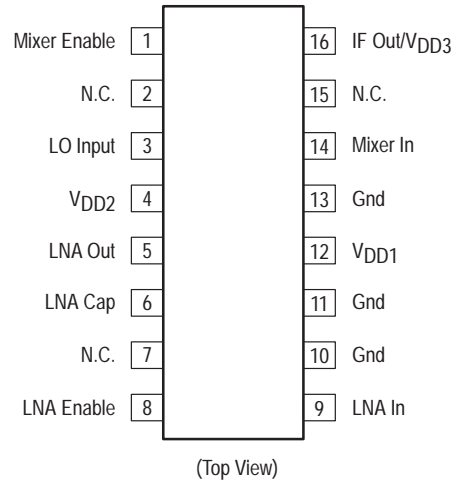 Mixer Enable 1 16 IF Out/VDD3
N.C. 2 15 N.C.
LO Input 3 14 Mixer In
VDD2 4 13 Gnd
LNA Out 5 12 VDD1
LNA Cap 6 11 Gnd
N.C. 7 10 Gnd
LNA Enable 8 9 LNA In
(Top View)